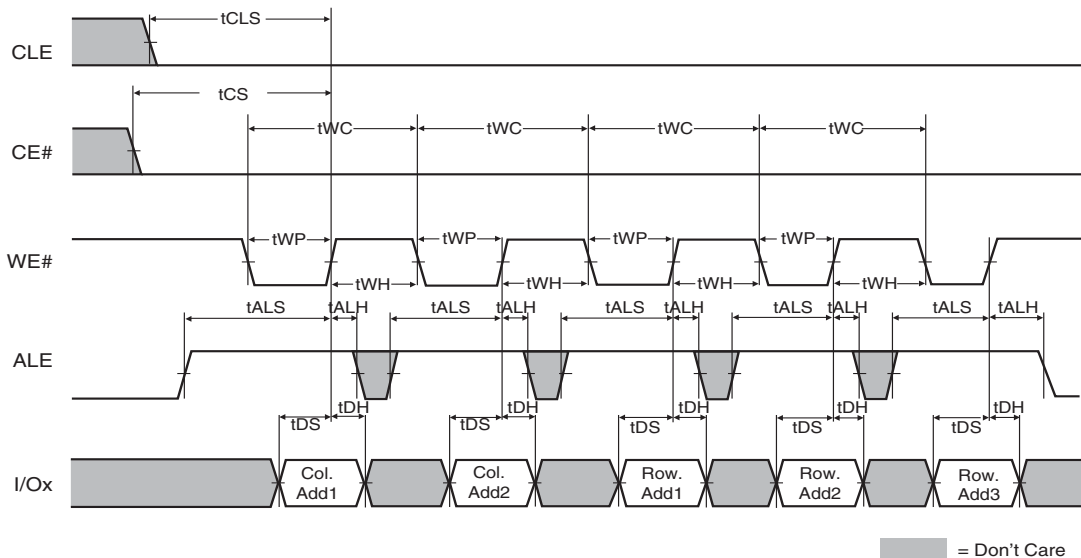 tCLS
CLE
tCS
tWC tWC tWC tWC
CE#
tWP tWP tWP tWP
WE#
tWH tWH tWH tWH
tALS tALH tALS tALH tALS tALH tALS tALH tALS tALH
ALE
tDH tDH tDH tDH tDH
tDS tDS tDS tDS tDS
I/Ox
Col. Add1
Col. Add2
Row. Add1
Row. Add2
Row. Add3
= Don't Care